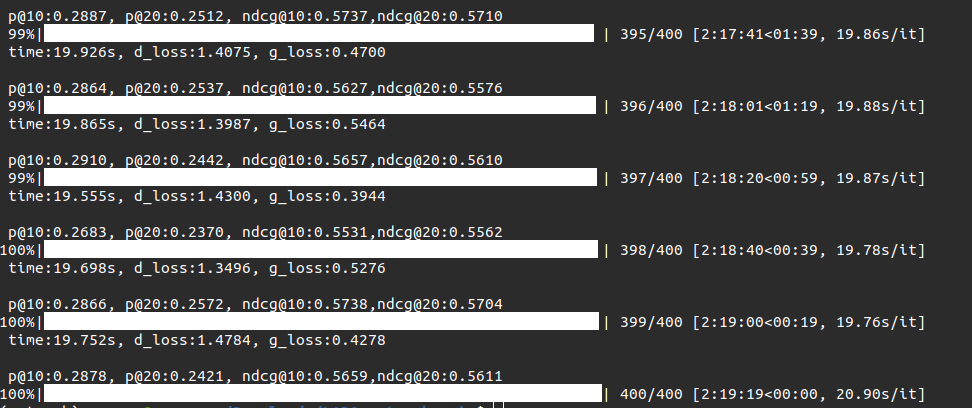 p@10:0.2887, p@20:0.2512, ndcg@10:0.5737,ndcg@20:0.5710
99%| | 395/400 [2:17:41<01:39, 19.86s/it]
time:19.926s, d_loss:1.4075, g_loss:0.4700
p@10:0.2864, p@20:0.2537, ndcg@10:0.5627,ndcg@20:0.5576
99%| | 396/400 [2:18:01<01:19, 19.88s/it]
time:19.865s, d_loss:1.3987, g_loss:0.5464
p@10:0.2910, p@20:0.2442, ndcg@10:0.5657,ndcg@20:0.5610
99%| | 397/400 [2:18:20<00:59, 19.87s/it]
time:19.555s, d_loss:1.4300, g_loss:0.3944
p@10:0.2683, p@20:0.2370, ndcg@10:0.5531,ndcg@20:0.5562
100%| | 398/400 [2:18:40<00:39, 19.78s/it]
time:19.698s, d_loss:1.3496, g_loss:0.5276
p@10:0.2866, p@20:0.2572, ndcg@10:0.5738,ndcg@20:0.5704
100%| | 399/400 [2:19:00<00:19, 19.76s/it]
time:19.752s, d_loss:1.4784, g_loss:0.4278
p@10:0.2878, p@20:0.2421, ndcg@10:0.5659,ndcg@20:0.5611
100%| | 400/400 [2:19:19<00:00, 20.90s/it]